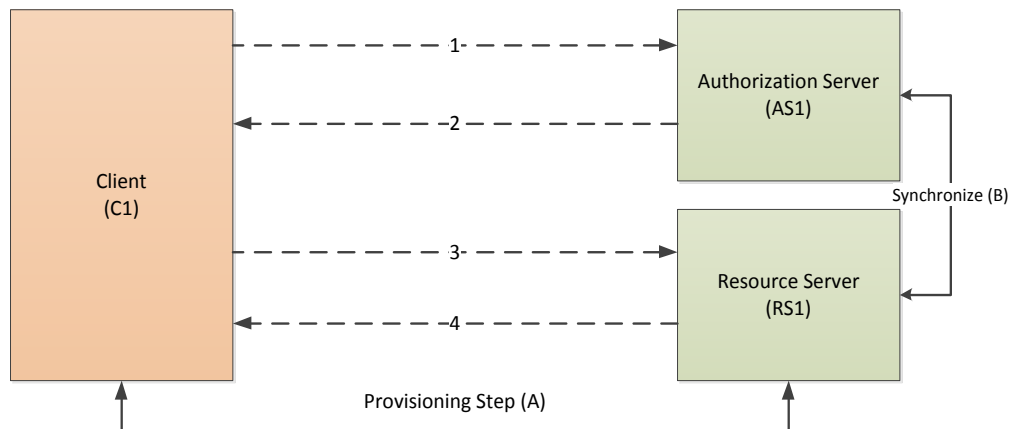 1
Authorization Server
(AS1)
2
Client
(C1)
Synchronize (B)
3
Resource Server
(RS1)
4
Provisioning Step (A)